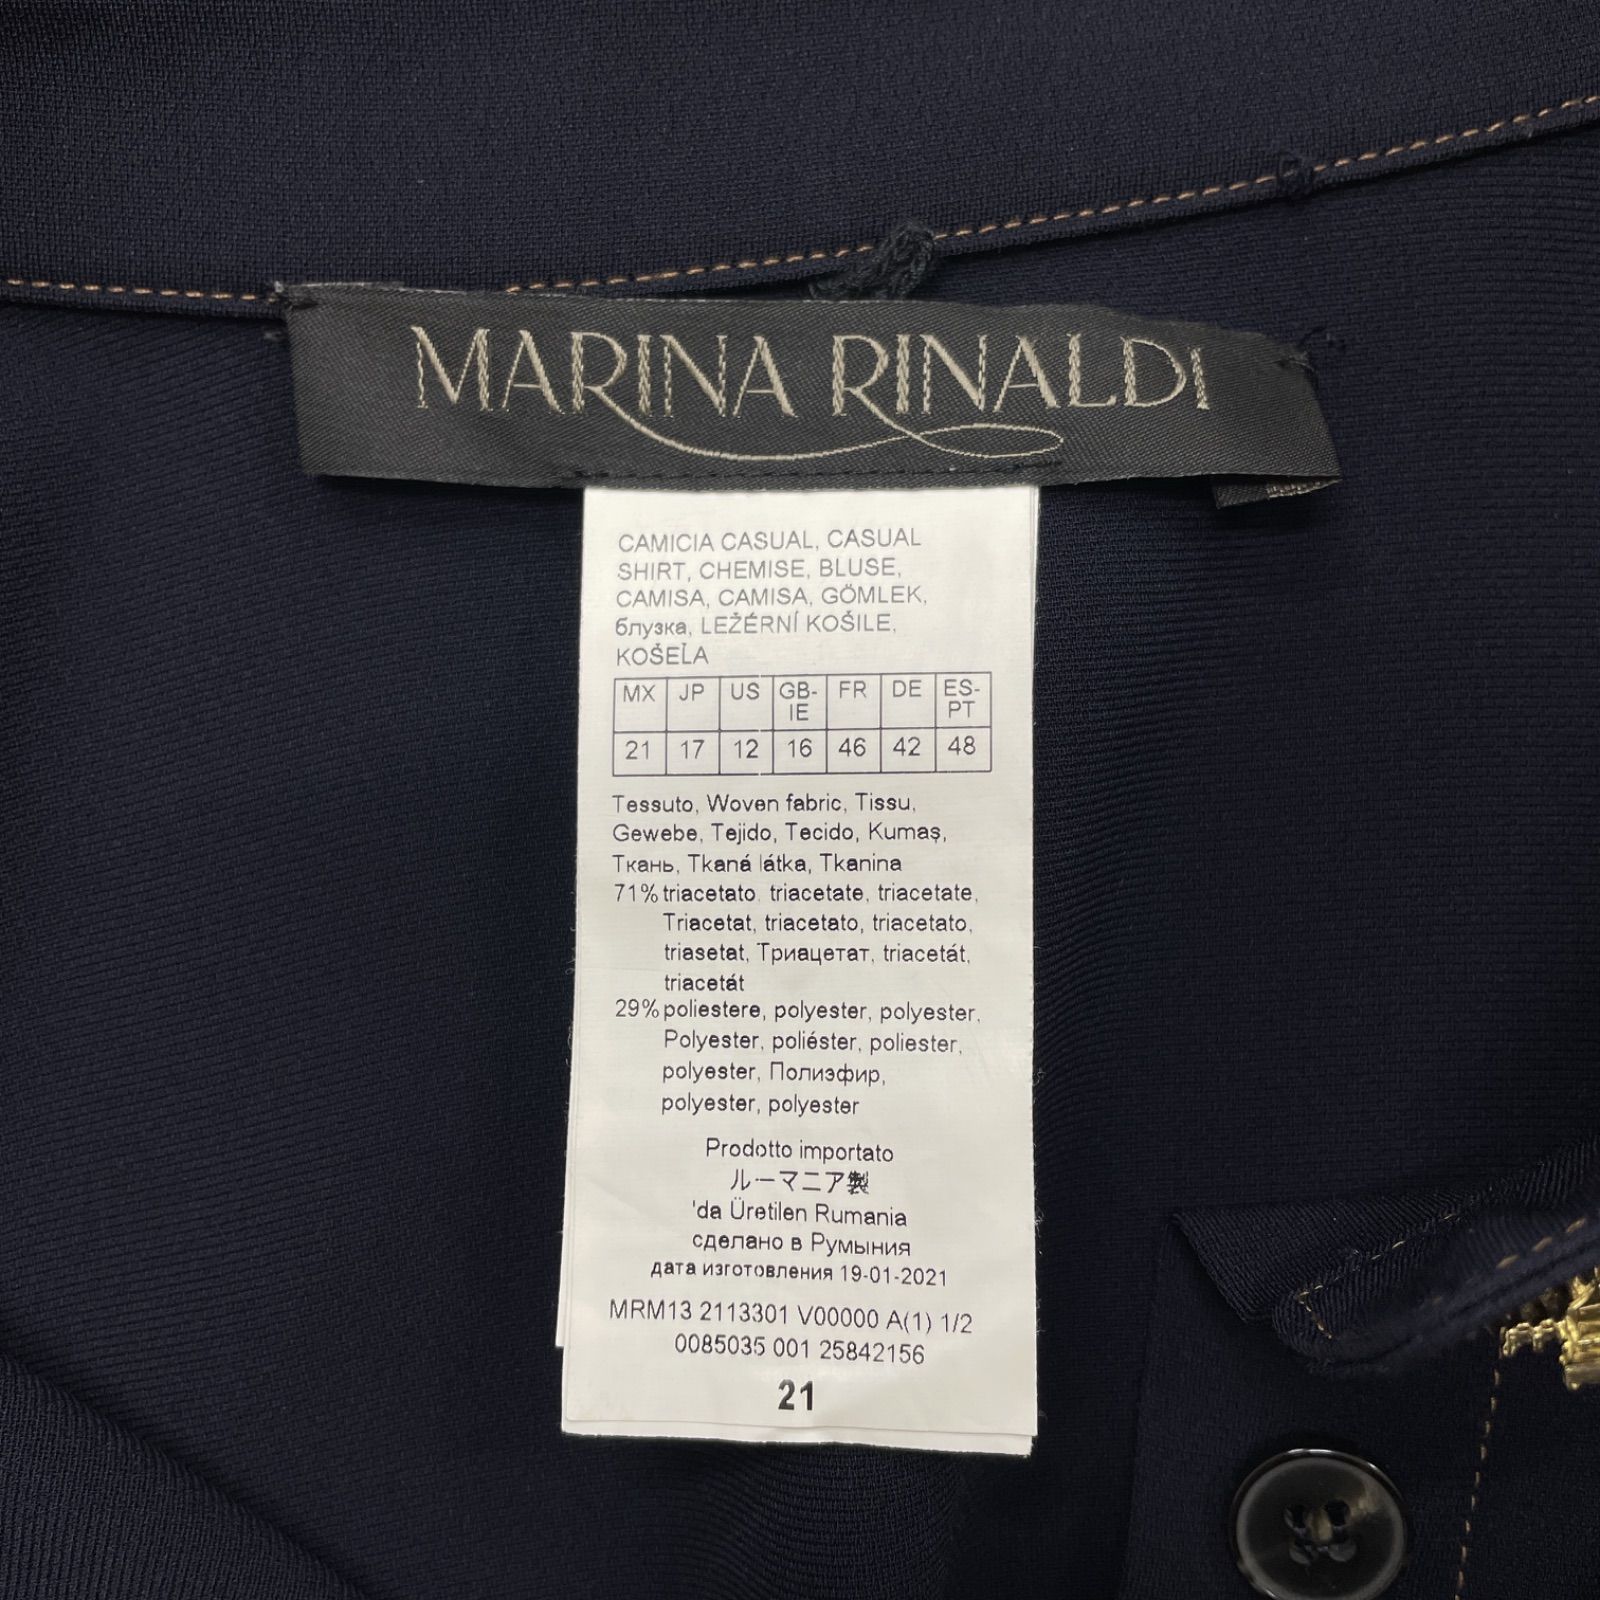 MARINA RINALDI
CAMICIA CASUAL, CASUAL
SHIRT, CHEMISE, BLUSE,
CAMISA, CAMISA, GÖMLEK,
блузка, LEŽÉRNÍ KOŠILE,
KOŠEĽA
MX JP US GB-IE FR DE ES-PT
21 17 12 16 46 42 48
Tessuto, Woven fabric, Tissu,
Gewebe, Tejido, Tecido, Kumaş,
Ткань, Tkaná látka, Tkanina
71% triacetato, triacetate, triacetate,
Triacetat, triacetato, triacetato,
triasetat, Триацетат, triacetát,
triacetát
29% poliestere, polyester, polyester,
Polyester, poliéster, poliester,
polyester, Полиэфир,
polyester, polyester
Prodotto importato
ルーマニア製
'da Üretilen Rumania
сделано в Румыния
дата изготовления 19-01-2021
MRM13 2113301 V00000 A(1) 1/2
0085035 001 25842156
21